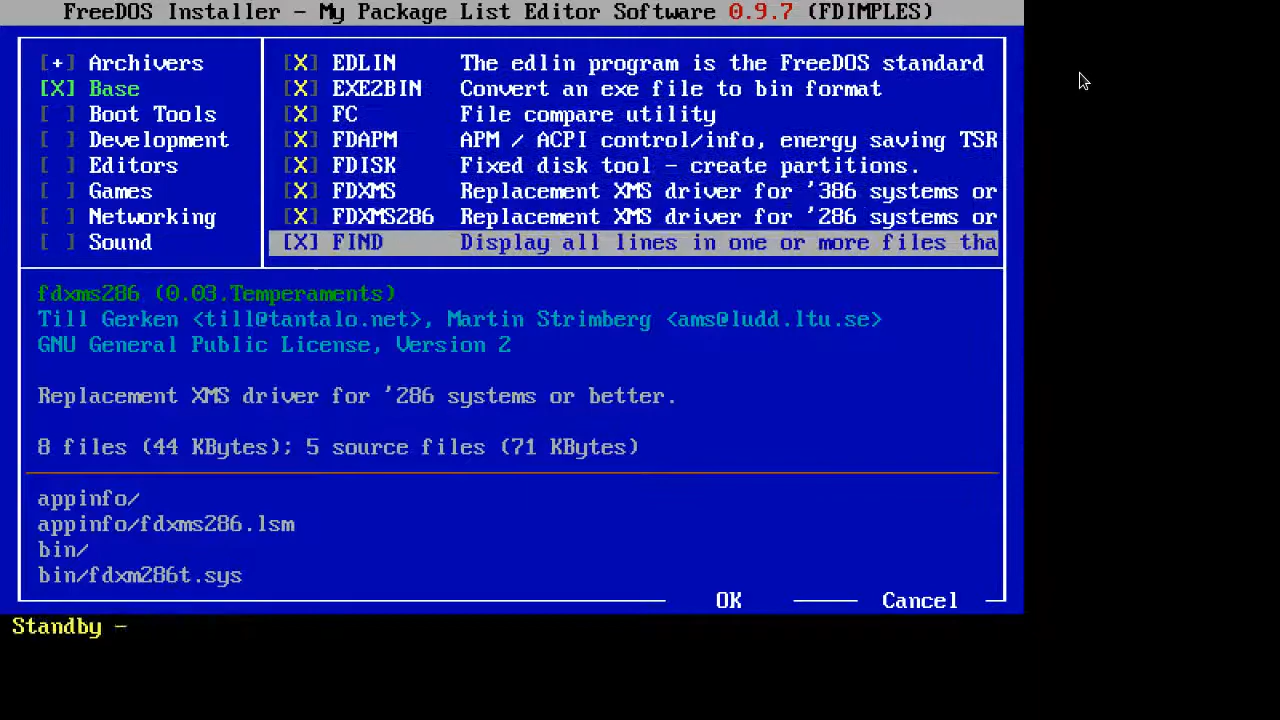 FreeDOS Installer - My Package List Editor Software 0.9.7 (FDIMPLES)
[+] Archivers
[X] Base
[ ] Boot Tools
[ ] Development
[ ] Editors
[ ] Games
[ ] Networking
[ ] Sound
[X] EDLIN The edlin program is the FreeDOS standard
[X] EXE2BIN Convert an exe file to bin format
[X] FC File compare utility
[X] FDAPM APM / ACPI control/info, energy saving TSR
[X] FDISK Fixed disk tool - create partitions.
[X] FDXMS Replacement XMS driver for '386 systems or
[X] FDXMS286 Replacement XMS driver for '286 systems or
[X] FIND Display all lines in one or more files tha
fdxms286 (0.03.Temperaments)
Till Gerken <till@tantalo.net>, Martin Strimberg <ams@ludd.ltu.se>
GNU General Public License, Version 2
Replacement XMS driver for '286 systems or better.
8 files (44 KBytes); 5 source files (71 KBytes)
appinfo/
appinfo/fdxms286.lsm
bin/
bin/fdxm286t.sys
OK Cancel
Standby -